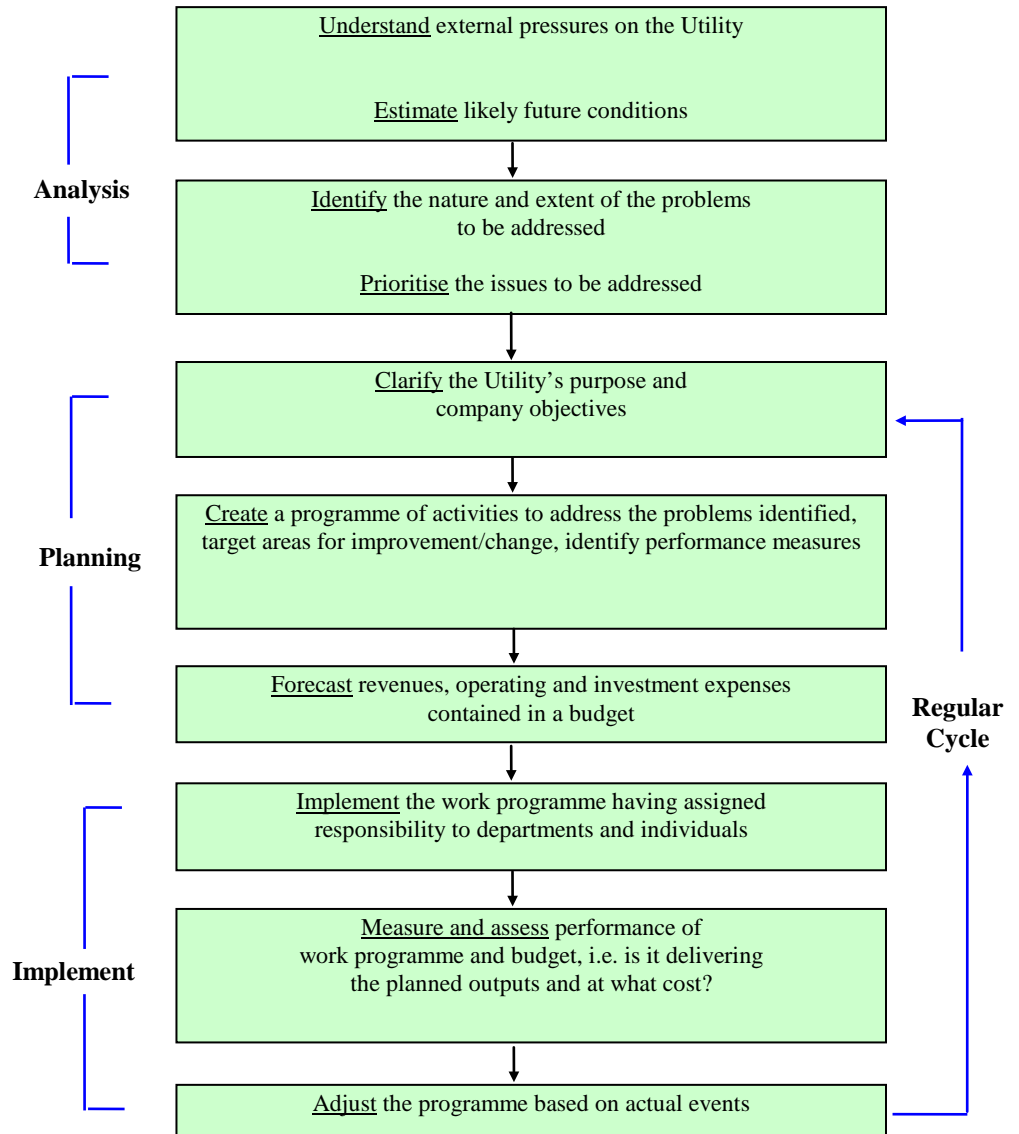 Understand external pressures on the Utility
Estimate likely future conditions
Analysis
Identify the nature and extent of the problems
to be addressed
Prioritise the issues to be addressed
Clarify the Utility’s purpose and
company objectives
Create a programme of activities to address the problems identified,
target areas for improvement/change, identify performance measures
Planning
Forecast revenues, operating and investment expenses
contained in a budget
Regular
Cycle
Implement the work programme having assigned
responsibility to departments and individuals
Measure and assess performance of
work programme and budget, i.e. is it delivering
the planned outputs and at what cost?
Implement
Adjust the programme based on actual events